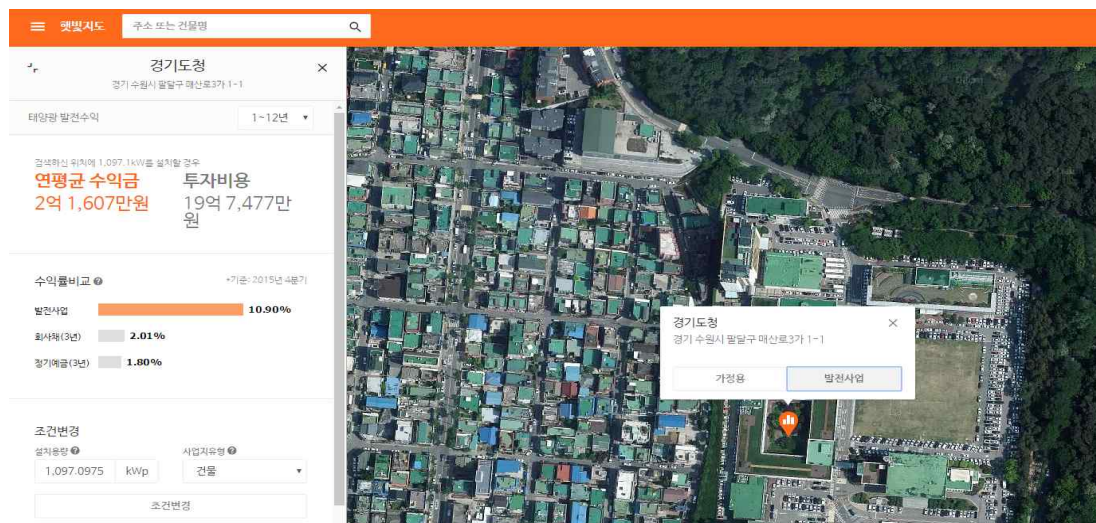 햇빛지도
주소 또는 건물명
경기도청
경기 수원시 팔달구 매산로3가 1-1
태양광 발전수익
1~12년
검색하신 위치에 1,097.1kW를 설치할 경우
연평균 수익금
투자비용
2억 1,607만원
19억 7,477만
원
수익률비교
*기준: 2015년 4분기
발전사업
10.90%
회사채(3년)
2.01%
정기예금(3년)
1.80%
조건변경
설치용량
사업지유형
1,097.0975
kWp
건물
조건변경
경기도청
경기 수원시 팔달구 매산로3가 1-1
가정용
발전사업